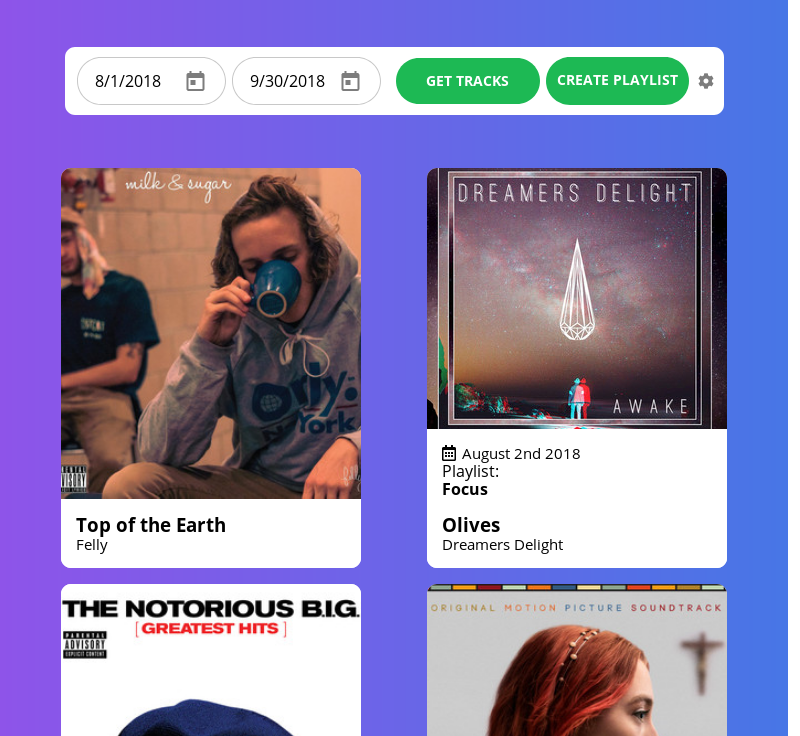 8/1/2018
9/30/2018
GET TRACKS
CREATE PLAYLIST
milk & sugar
Top of the Earth
Felly
DREAMERS DELIGHT
AWAKE
August 2nd 2018
Playlist:
Focus
Olives
Dreamers Delight
THE NOTORIOUS B.I.G.
[ GREATEST HITS ]
PARENTAL
ADVISORY
EXPLICIT CONTENT
ORIGINAL MOTION PICTURE SOUNDTRACK